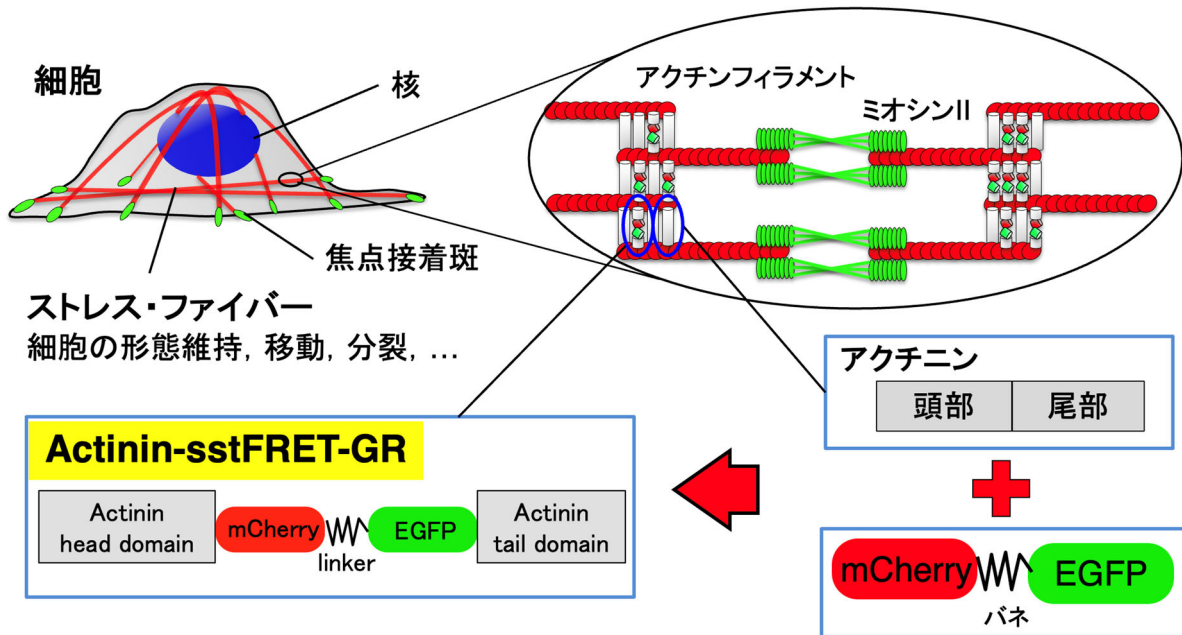 細胞
核
アクチンフィラメント
ミオシンII
焦点接着斑
ストレス・ファイバー
細胞の形態維持, 移動, 分裂, …
アクチニン
頭部
尾部
Actinin-sstFRET-GR
Actinin
head domain
mCherry
linker
EGFP
Actinin
tail domain
mCherry
EGFP
バネ